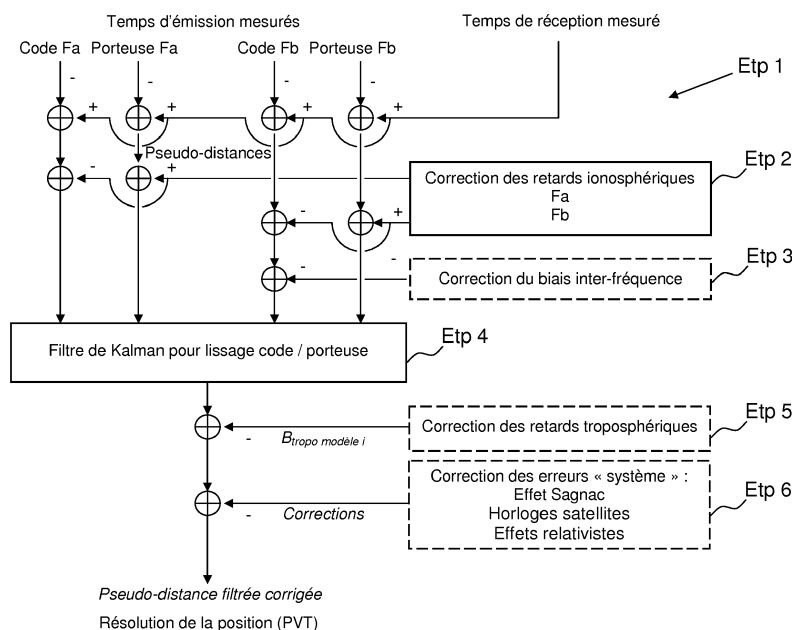 Temps d'émission mesurés
Temps de réception mesuré
Code Fa
Porteuse Fa
Code Fb
Porteuse Fb
Etp 1
- - - -
+ + + +
Pseudo-distances
Etp 2
- +
Correction des retards ionosphériques
Fa
Fb
- +
Etp 3
- -
Correction du biais inter-fréquence
Etp 4
Filtre de Kalman pour lissage code / porteuse
Etp 5
Correction des retards troposphériques
- B tropo modèle i
Etp 6
Correction des erreurs « système » :
Effet Sagnac
Horloges satellites
Effets relativistes
- Corrections
Pseudo-distance filtrée corrigée
Résolution de la position (PVT)